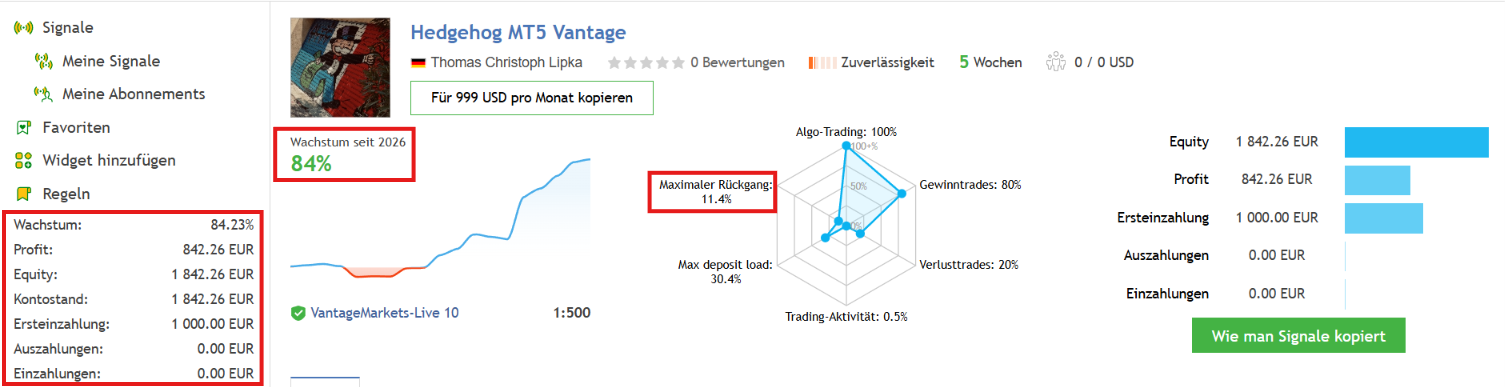 Signale
Meine Signale
Meine Abonnements
Favoriten
Widget hinzufügen
Regeln
Wachstum: 84.23%
Profit: 842.26 EUR
Equity: 1 842.26 EUR
Kontostand: 1 842.26 EUR
Ersteinzahlung: 1 000.00 EUR
Auszahlungen: 0.00 EUR
Einzahlungen: 0.00 EUR
Hedgehog MT5 Vantage
Thomas Christoph Lipka 0 Bewertungen Zuverlässigkeit 5 Wochen 0 / 0 USD
Für 999 USD pro Monat kopieren
Wachstum seit 2026
84%
VantageMarkets-Live 10 1:500
Algo-Trading: 100%
100+%
Maximaler Rückgang:
11.4%
50%
Gewinntrades: 80%
0%
Max deposit load:
30.4%
Verlusttrades: 20%
Trading-Aktivität: 0.5%
Equity 1 842.26 EUR
Profit 842.26 EUR
Ersteinzahlung 1 000.00 EUR
Auszahlungen 0.00 EUR
Einzahlungen 0.00 EUR
Wie man Signale kopiert